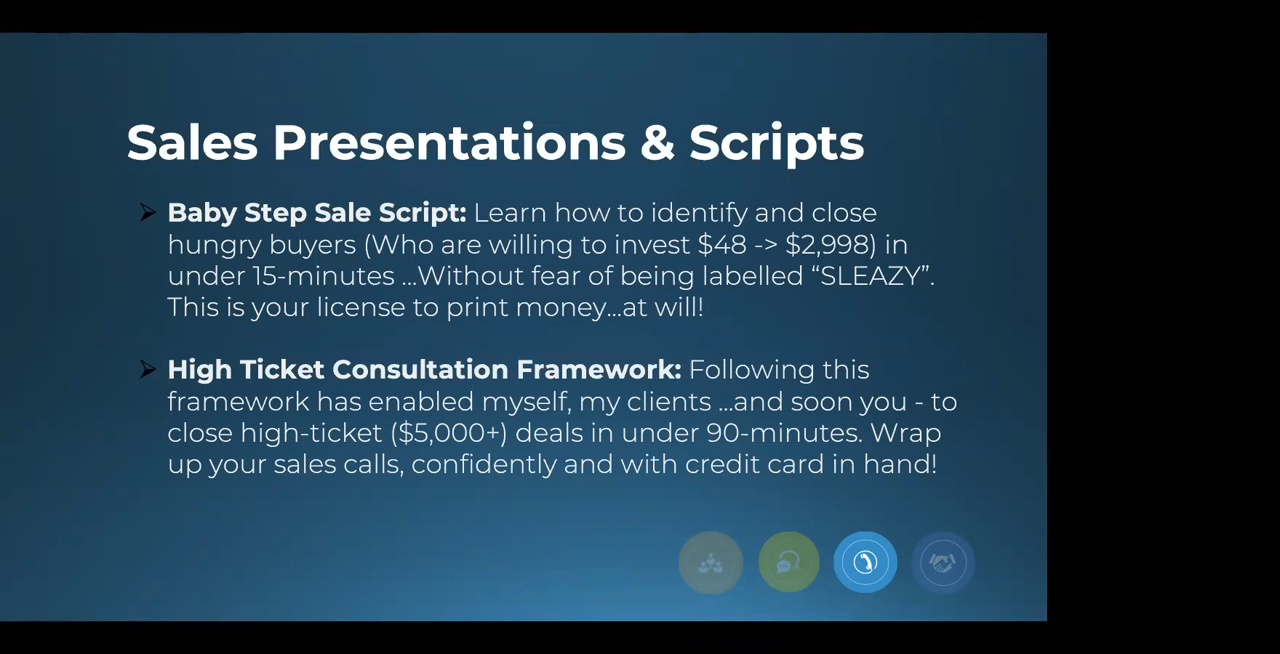 Sales Presentations & Scripts
➢ Baby Step Sale Script: Learn how to identify and close
hungry buyers (Who are willing to invest $48 -> $2,998) in
under 15-minutes ...Without fear of being labelled “SLEAZY”.
This is your license to print money...at will!
➢ High Ticket Consultation Framework: Following this
framework has enabled myself, my clients ...and soon you - to
close high-ticket ($5,000+) deals in under 90-minutes. Wrap
up your sales calls, confidently and with credit card in hand!